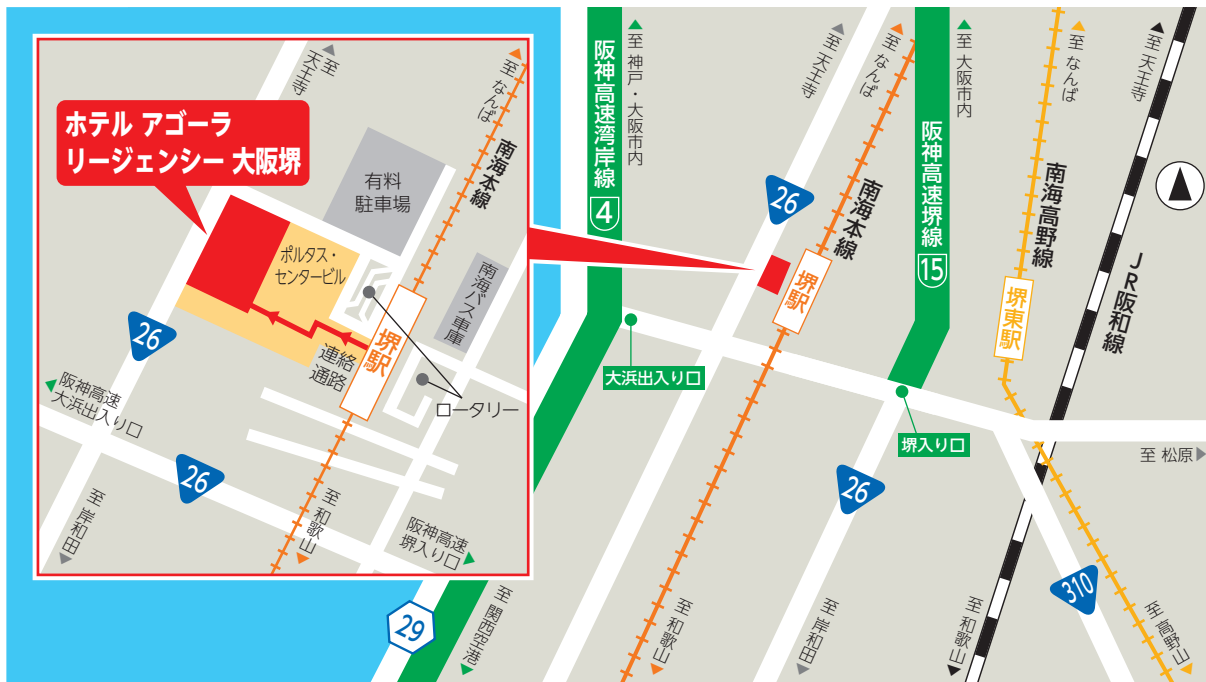 至
天王寺
至 なんば
南海本線
ホテル アゴーラ
リージェンシー 大阪堺
有料
駐車場
ポルタス・
センタービル
南海バス車庫
堺駅
連絡
通路
ロータリー
26
阪神高速
大浜出入り口
26
至 岸和田
至 和歌山
阪神高速
堺入り口
阪神高速湾岸線
4
至 神戸・大阪市内
至 天王寺
至 なんば
26
南海本線
堺駅
阪神高速堺線
15
至 大阪市内
至 なんば
南海高野線
堺東駅
至 天王寺
JR阪和線
大浜出入り口
堺入り口
至 松原
26
310
29
至 関西空港
至 和歌山
至 岸和田
至 和歌山
至 高野山